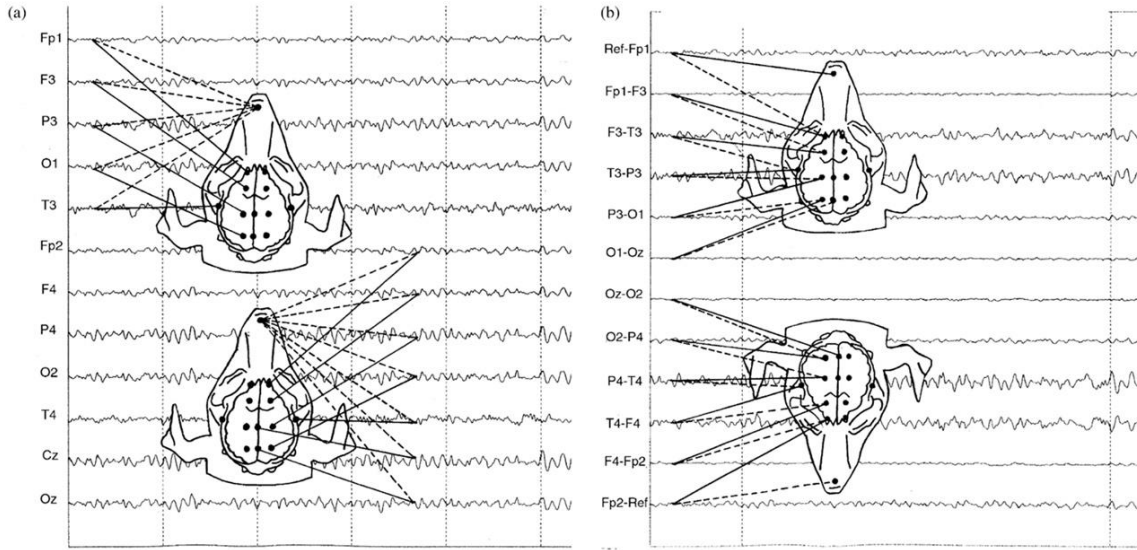 (a)
Fp1
F3
P3
O1
T3
Fp2
F4
P4
O2
T4
Cz
Oz
(b)
Ref-Fp1
Fp1-F3
F3-T3
T3-P3
P3-O1
O1-Oz
Oz-O2
O2-P4
P4-T4
T4-F4
F4-Fp2
Fp2-Ref